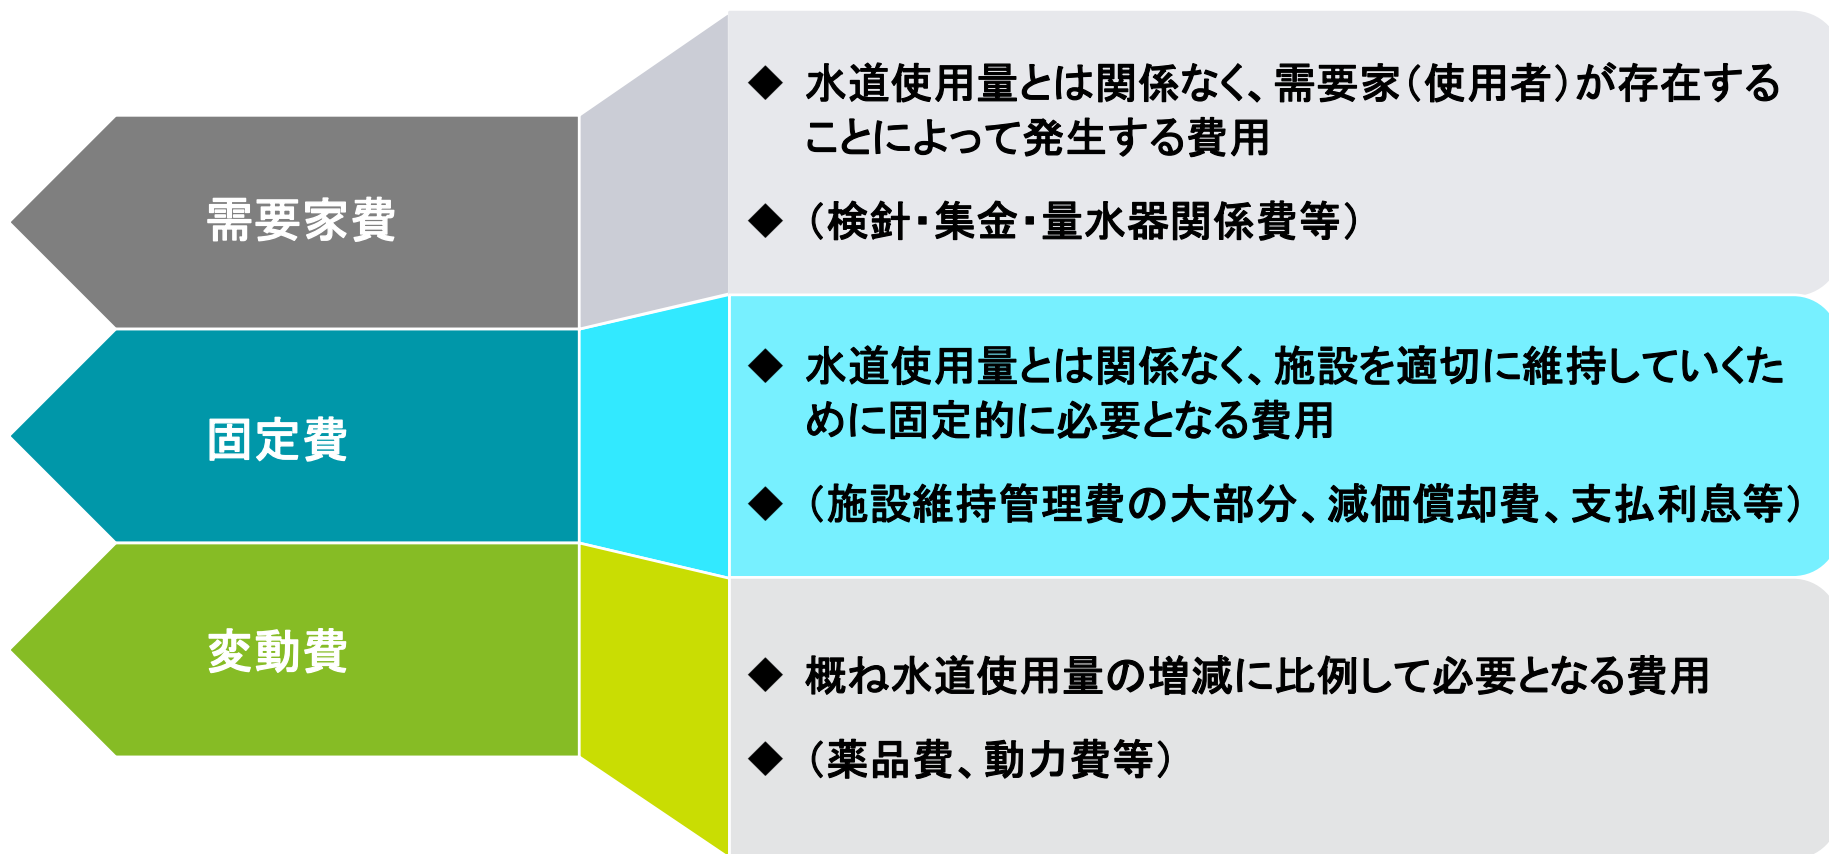 需要家費
◆ 水道使用量とは関係なく、需要家（使用者）が存在する
ことによって発生する費用
◆ （検針・集金・量水器関係費等）
固定費
◆ 水道使用量とは関係なく、施設を適切に維持していくた
めに固定的に必要となる費用
◆ （施設維持管理費の大部分、減価償却費、支払利息等）
変動費
◆ 概ね水道使用量の増減に比例して必要となる費用
◆ （薬品費、動力費等）